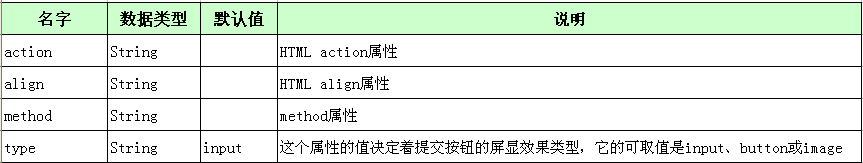 名字 数据类型 默认值 说明
action String HTML action属性
align String HTML align属性
method String method属性
type String input 这个属性的值决定着提交按钮的屏显效果类型，它的可取值是input、button或image